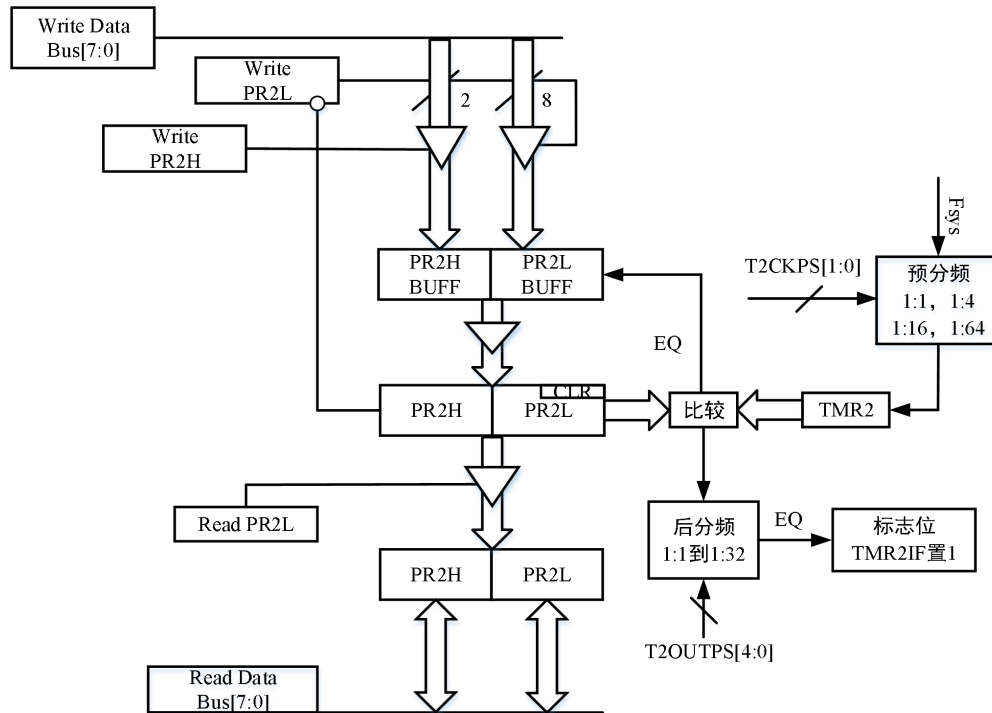 Write Data
Bus[7:0]
Write
PR2L
2
8
Write
PR2H
Fsys
PR2H
BUFF
PR2L
BUFF
T2CKPS[1:0]
预分频
1:1，1:4
1:16，1:64
EQ
CLR
PR2H
PR2L
比较
TMR2
Read PR2L
后分频
1:1到1:32
EQ
标志位
TMR2IF置1
PR2H
PR2L
T2OUTPS[4:0]
Read Data
Bus[7:0]